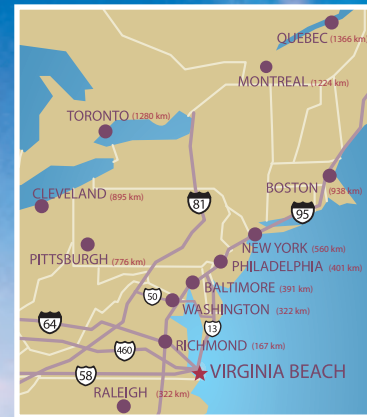 QUEBEC (1366 km)
MONTREAL (1224 km)
TORONTO (1280 km)
BOSTON (938 km)
CLEVELAND (895 km)
81
95
NEW YORK (560 km)
PITTSBURGH (776 km)
PHILADELPHIA (401 km)
BALTIMORE (391 km)
50
WASHINGTON (322 km)
64
13
RICHMOND (167 km)
460
58
VIRGINIA BEACH
RALEIGH (322 km)